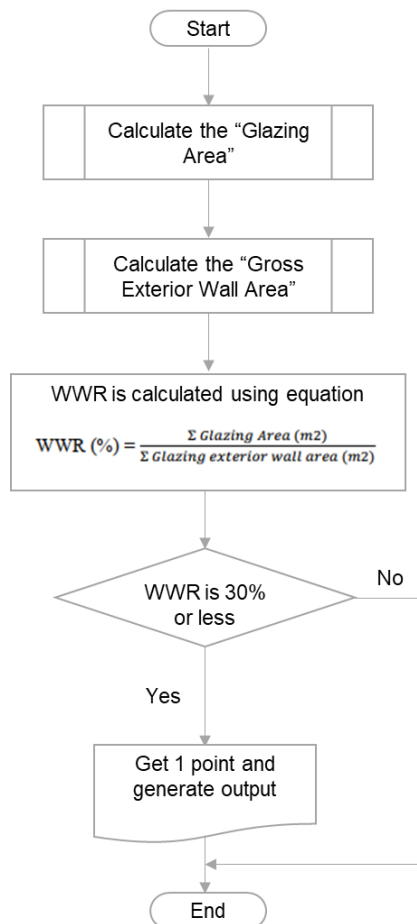 Start
Calculate the “Glazing
Area”
Calculate the “Gross
Exterior Wall Area”
WWR is calculated using equation
WWR (%) = Σ Glazing Area (m2) / Σ Glazing exterior wall area (m2)
WWR is 30%
or less
No
Yes
Get 1 point and
generate output
End